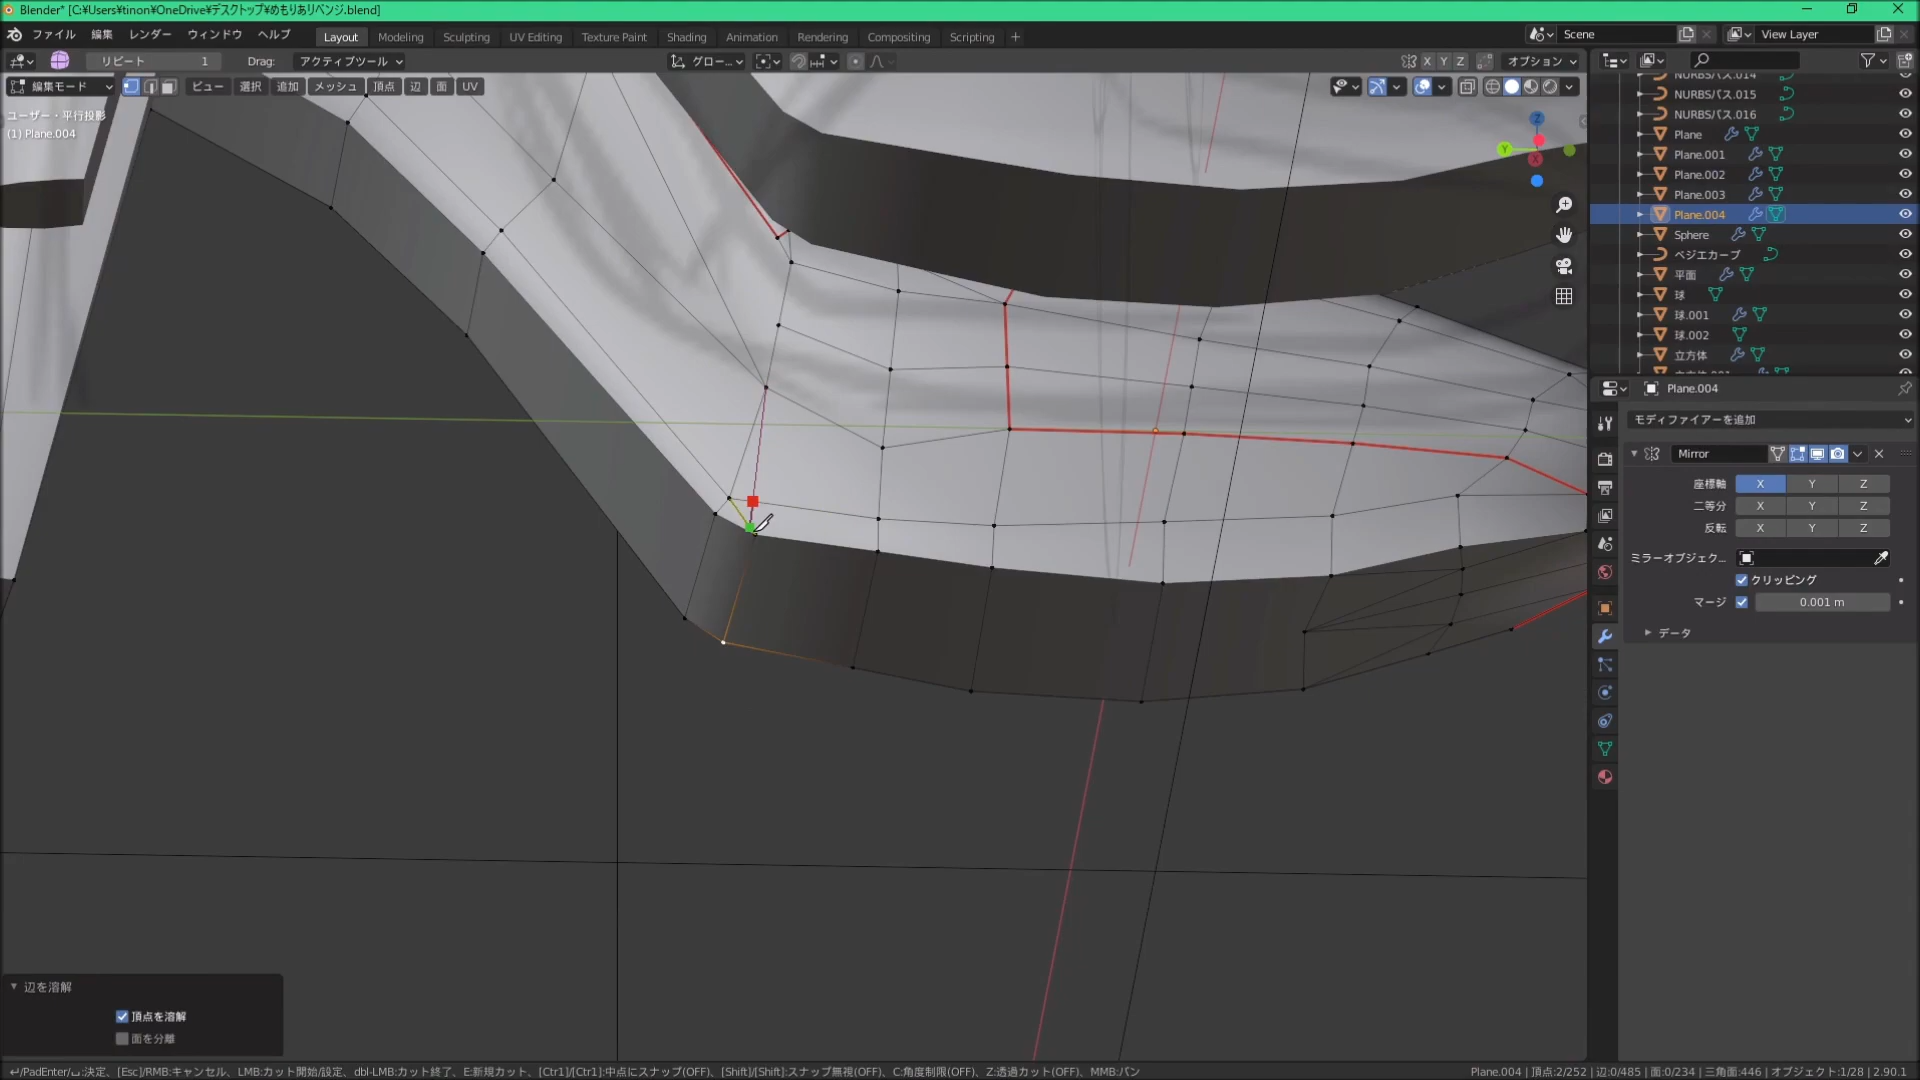 Blender* [C:¥Users¥tinon¥OneDrive¥デスクトップ¥めもりありベンジ.blend]
ファイル 編集 レンダー ウィンドウ ヘルプ Layout Modeling Sculpting UV Editing Texture Paint Shading Animation Rendering Compositing Scripting + Scene View Layer
リピート 1 Drag: アクティブツール グロー... X Y Z オプション
編集モード ビュー 選択 追加 メッシュ 頂点 辺 面 UV
ユーザー・平行投影
(1) Plane.004
Z
Y
X
NURBSパス.014
NURBSパス.015
NURBSパス.016
Plane
Plane.001
Plane.002
Plane.003
Plane.004
Sphere
ベジエカーブ
平面
球
球.001
球.002
立方体
立方体.001
Plane.004
モディファイアーを追加
Mirror
座標軸 X Y Z
二等分 X Y Z
反転 X Y Z
ミラーオブジェク...
クリッピング
マージ 0.001 m
データ
辺を溶解
頂点を溶解
面を分離
/PadEnter/␣:決定、[Esc]/RMB:キャンセル、LMB:カット開始/設定、dbl-LMB:カット終了、E:新規カット、[Ctrl]/[Ctrl]:中点にスナップ(OFF)、[Shift]/[Shift]:スナップ無視(OFF)、C:角度制限(OFF)、Z:透過カット(OFF)、MMB:パン
Plane.004 | 頂点:2/252 | 辺:0/485 | 面:0/234 | 三角面:446 | オブジェクト:1/28 | 2.90.1